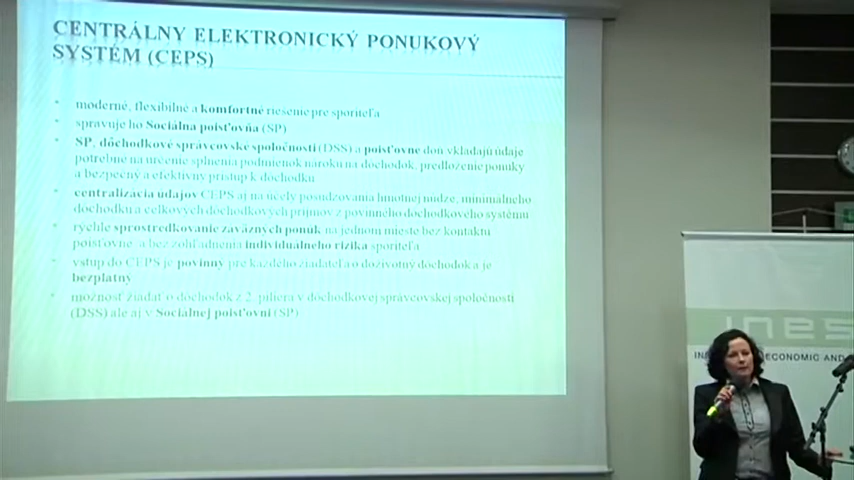 CENTRÁLNY ELEKTRONICKÝ PONUKOVÝ
SYSTÉM (CEPS)
moderné, flexibilné a komfortné riešenie pre sporiteľa
spravuje ho Sociálna poisťovňa (SP)
SP, dôchodkové správcovské spoločnosti (DSS) a poisťovne doň vkladajú údaje
potrebné na určenie splnenia podmienok nároku na dôchodok, predloženie ponuky
a bezpečný a efektívny prístup k dôchodku
centralizácia údajov CEPS aj na účely posudzovania hmotnej núdze, minimálneho
dôchodku a celkových dôchodkových príjmov z povinného dôchodkového systému
rýchle sprostredkovanie záväzných ponúk na jednom mieste bez kontaktu
poisťovne a bez zohľadnenia individuálneho rizika sporiteľa
vstup do CEPS je povinný pre každého žiadateľa o doživotný dôchodok a je
bezplatný
možnosť žiadať o dôchodok z 2. piliera v dôchodkovej správcovskej spoločnosti
(DSS) ale aj v Sociálnej poisťovni (SP)
ines
ECONOMIC AND